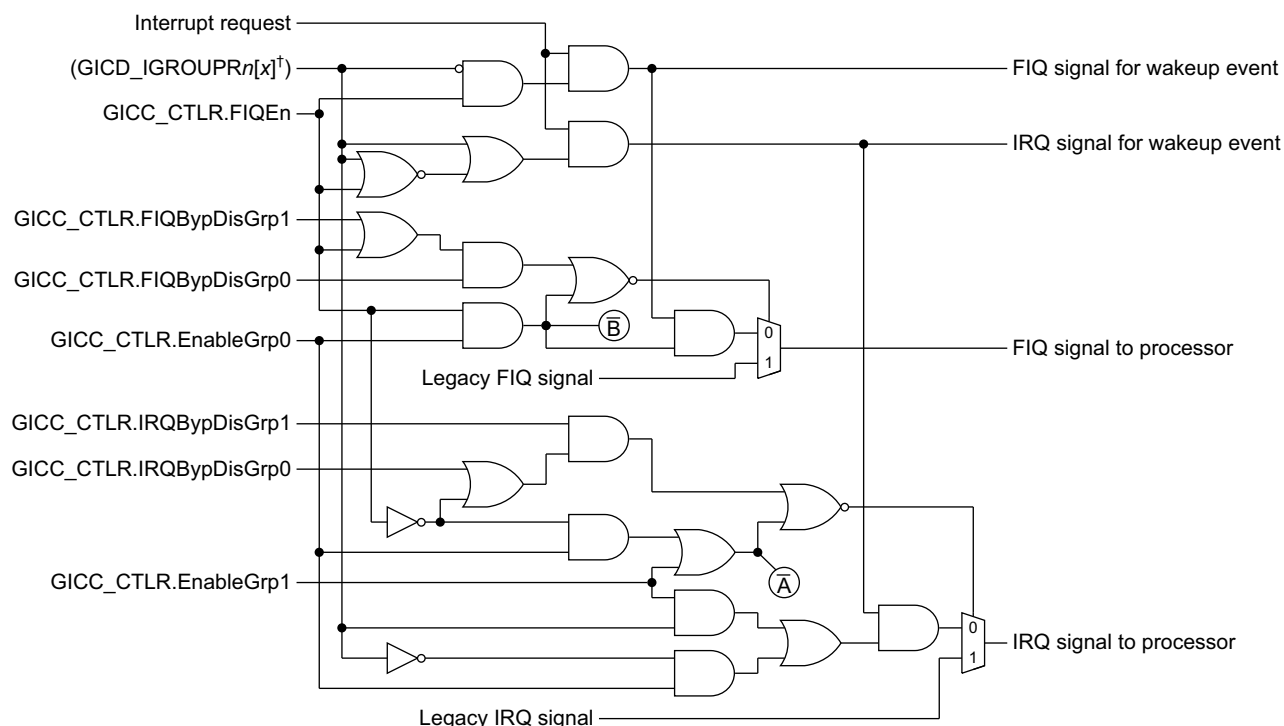 Interrupt request
(GICD_IGROUPRn[x]†)
FIQ signal for wakeup event
GICC_CTLR.FIQEn
IRQ signal for wakeup event
GICC_CTLR.FIQBypDisGrp1
GICC_CTLR.FIQBypDisGrp0
B̅
0
GICC_CTLR.EnableGrp0
FIQ signal to processor
1
Legacy FIQ signal
GICC_CTLR.IRQBypDisGrp1
GICC_CTLR.IRQBypDisGrp0
GICC_CTLR.EnableGrp1
A̅
0
IRQ signal to processor
1
Legacy IRQ signal